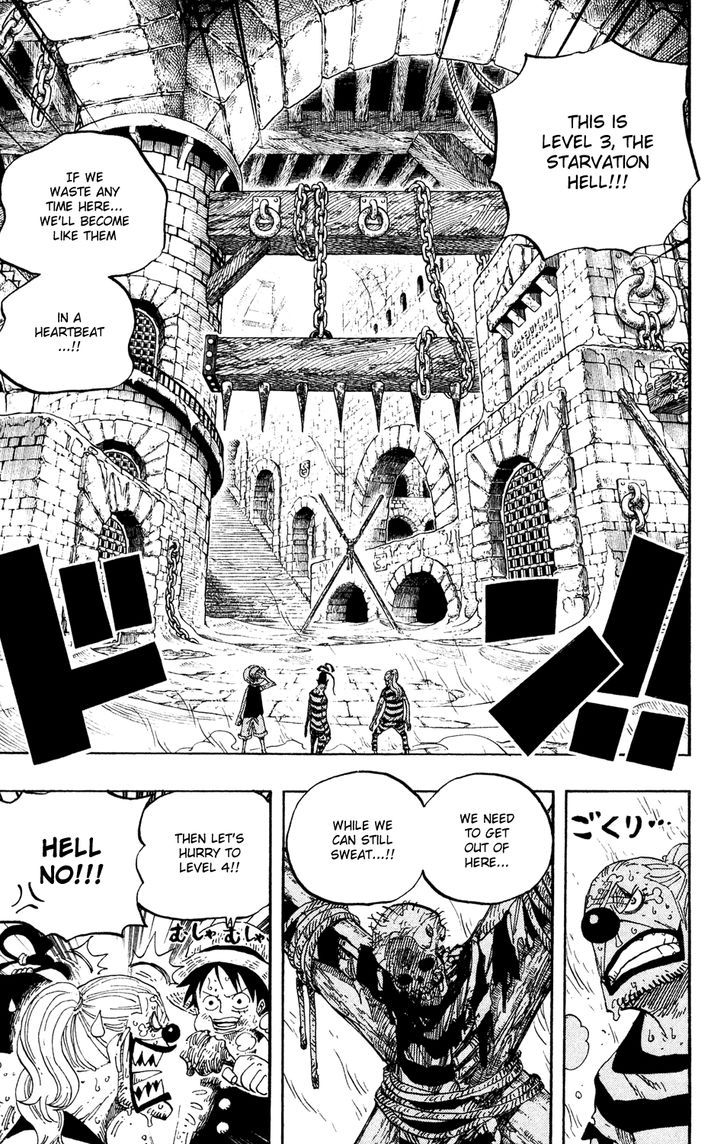 THIS IS
LEVEL 3, THE
STARVATION
HELL!!!
IF WE
WASTE ANY
TIME HERE...
WE'LL BECOME
LIKE THEM
IN A
HEARTBEAT
...!!
ドン!!
ごくり…
WE NEED
TO GET
OUT OF
HERE...
WHILE WE
CAN STILL
SWEAT...!!
THEN LET'S
HURRY TO
LEVEL 4!!
むしゃむしゃ
HELL
NO!!!